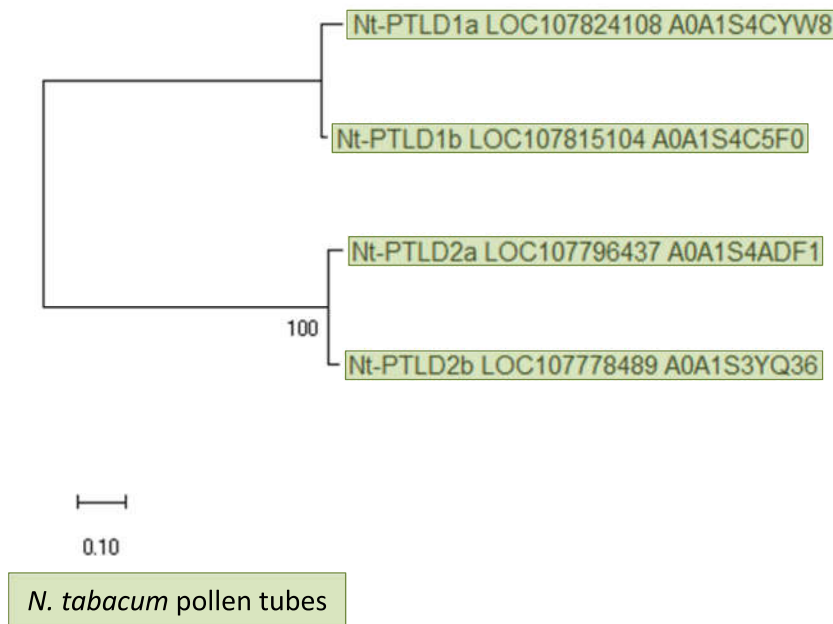 Nt-PTLD1a LOC107824108 A0A1S4CYW8
Nt-PTLD1b LOC107815104 A0A1S4C5F0
Nt-PTLD2a LOC107796437 A0A1S4ADF1
100
Nt-PTLD2b LOC107778489 A0A1S3YQ36
0.10
N. tabacum pollen tubes